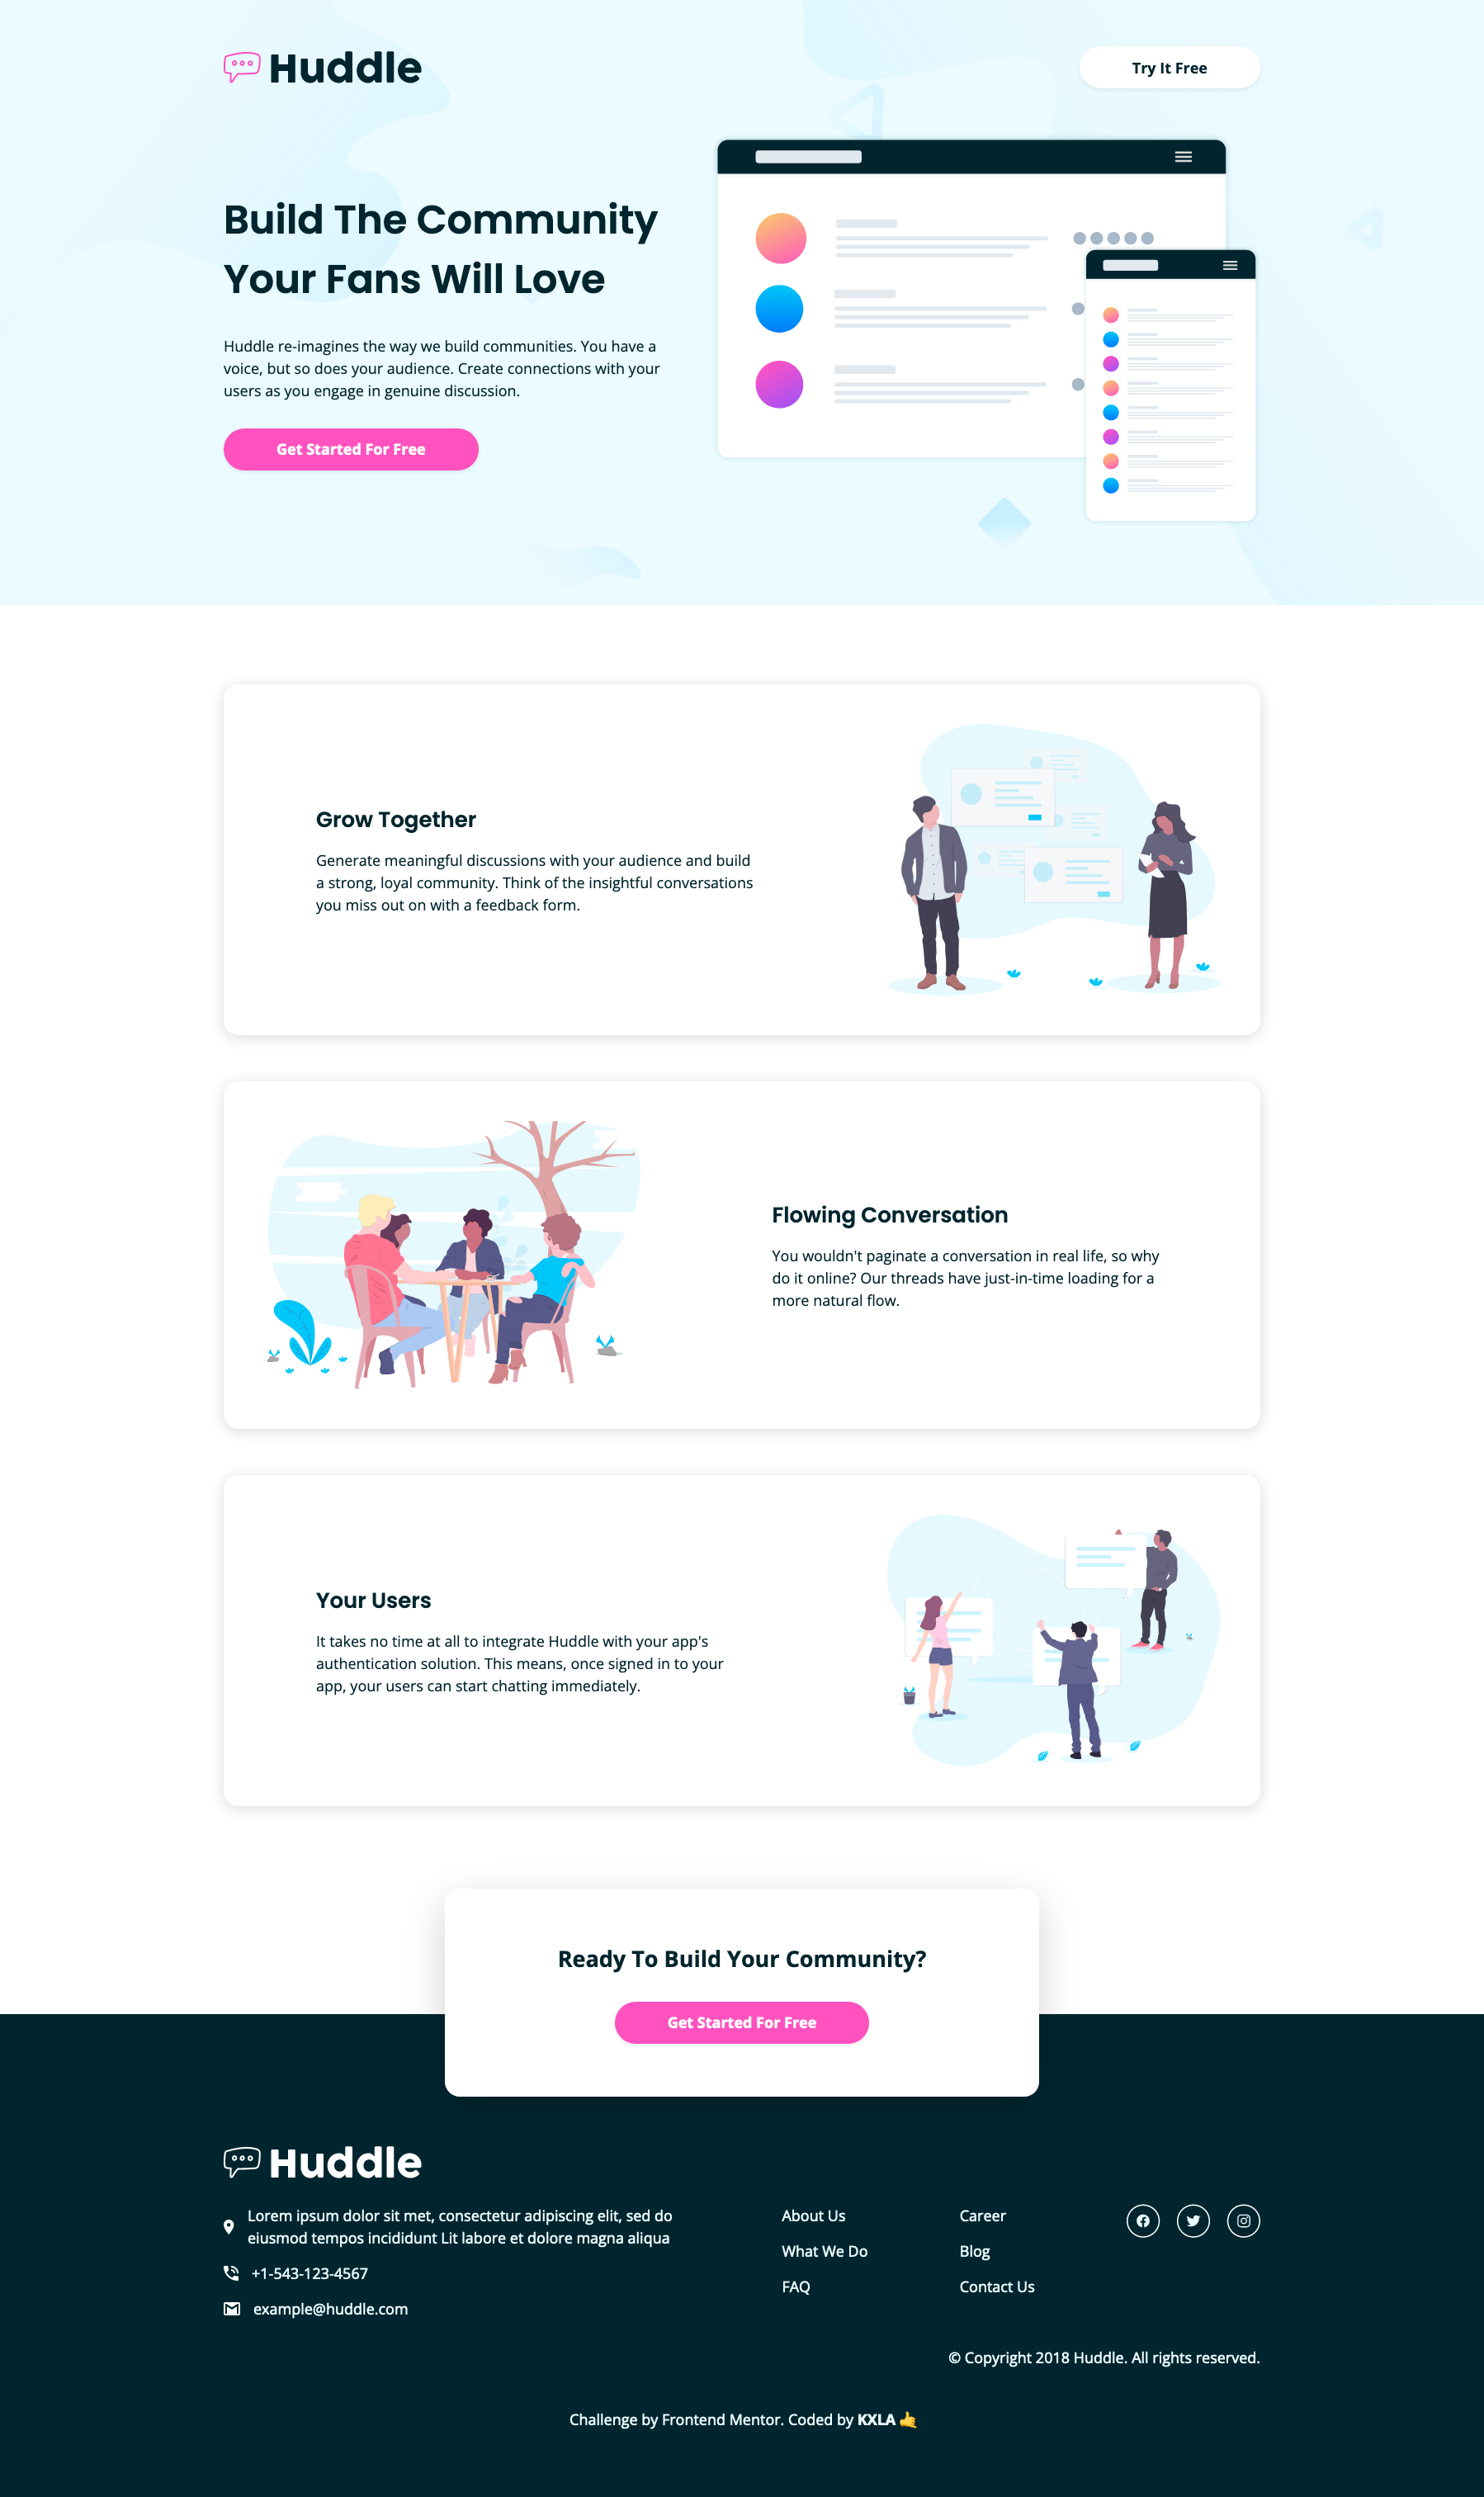 Huddle
Try It Free
Build The Community
Your Fans Will Love
Huddle re-imagines the way we build communities. You have a
voice, but so does your audience. Create connections with your
users as you engage in genuine discussion.
Get Started For Free
Grow Together
Generate meaningful discussions with your audience and build
a strong, loyal community. Think of the insightful conversations
you miss out on with a feedback form.
Flowing Conversation
You wouldn't paginate a conversation in real life, so why
do it online? Our threads have just-in-time loading for a
more natural flow.
Your Users
It takes no time at all to integrate Huddle with your app's
authentication solution. This means, once signed in to your
app, your users can start chatting immediately.
Ready To Build Your Community?
Get Started For Free
Huddle
Lorem ipsum dolor sit met, consectetur adipiscing elit, sed do
eiusmod tempos incididunt Lit labore et dolore magna aliqua
+1-543-123-4567
example@huddle.com
About Us
What We Do
FAQ
Career
Blog
Contact Us
© Copyright 2018 Huddle. All rights reserved.
Challenge by Frontend Mentor. Coded by KXLA 🤙